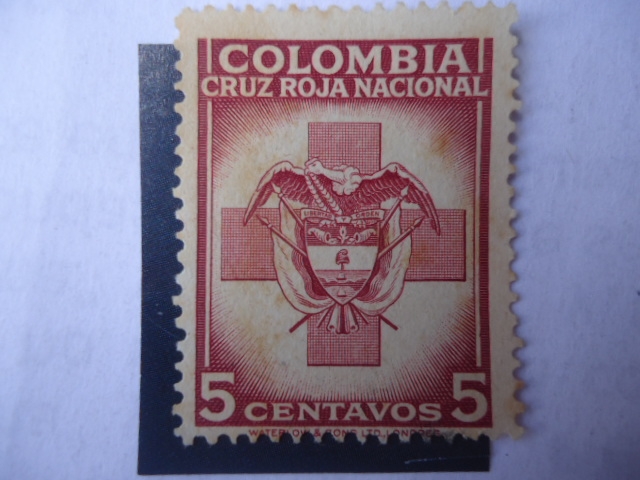 COLOMBIA
CRUZ ROJA NACIONAL
LIBERTAD Y ORDEN
5 CENTAVOS 5
WATERLOW & SONS LTD. LONDRES